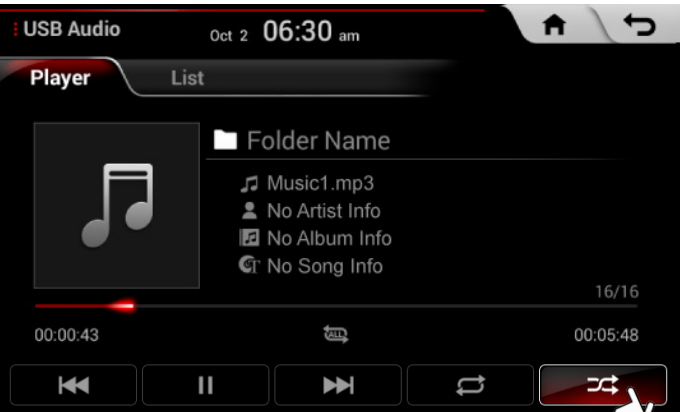 USB Audio
Oct 2 06:30 am
Player
List
Folder Name
Music1.mp3
No Artist Info
No Album Info
No Song Info
16/16
00:00:43
ALL
00:05:48